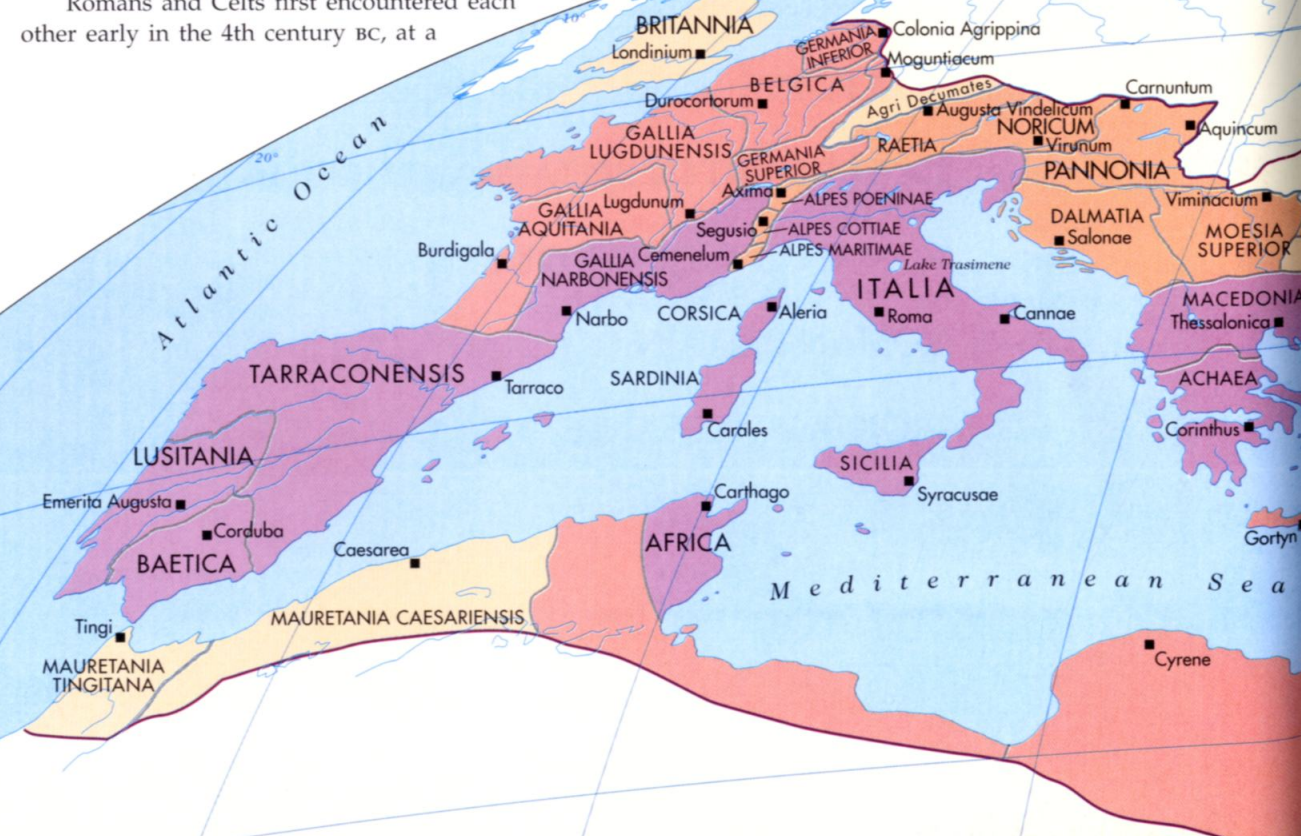 Romans and Celts first encountered each
other early in the 4th century BC, at a
10°
20°
Atlantic Ocean
BRITANNIA
Londinium
GERMANIA
INFERIOR
Colonia Agrippina
Moguntiacum
BELGICA
Durocortorum
Agri Decumates
Carnuntum
Augusta Vindelicum
NORICUM
Aquincum
GALLIA
LUGDUNENSIS
RAETIA
Virunum
GERMANIA
SUPERIOR
PANNONIA
Axima
ALPES POENINAE
Viminacium
Lugdunum
GALLIA
AQUITANIA
Segusio
ALPES COTTIAE
DALMATIA
Salonae
MOESIA
SUPERIOR
Burdigala
Cemenelum
ALPES MARITIMAE
GALLIA
NARBONENSIS
Lake Trasimene
ITALIA
MACEDONIA
Narbo
CORSICA
Aleria
Roma
Cannae
Thessalonica
TARRACONENSIS
Tarraco
SARDINIA
ACHAEA
Carales
Corinthus
LUSITANIA
SICILIA
Emerita Augusta
Carthago
Syracusae
Corduba
AFRICA
Gortyn
Caesarea
BAETICA
Mediterranean Sea
MAURETANIA CAESARIENSIS
Tingi
Cyrene
MAURETANIA
TINGITANA